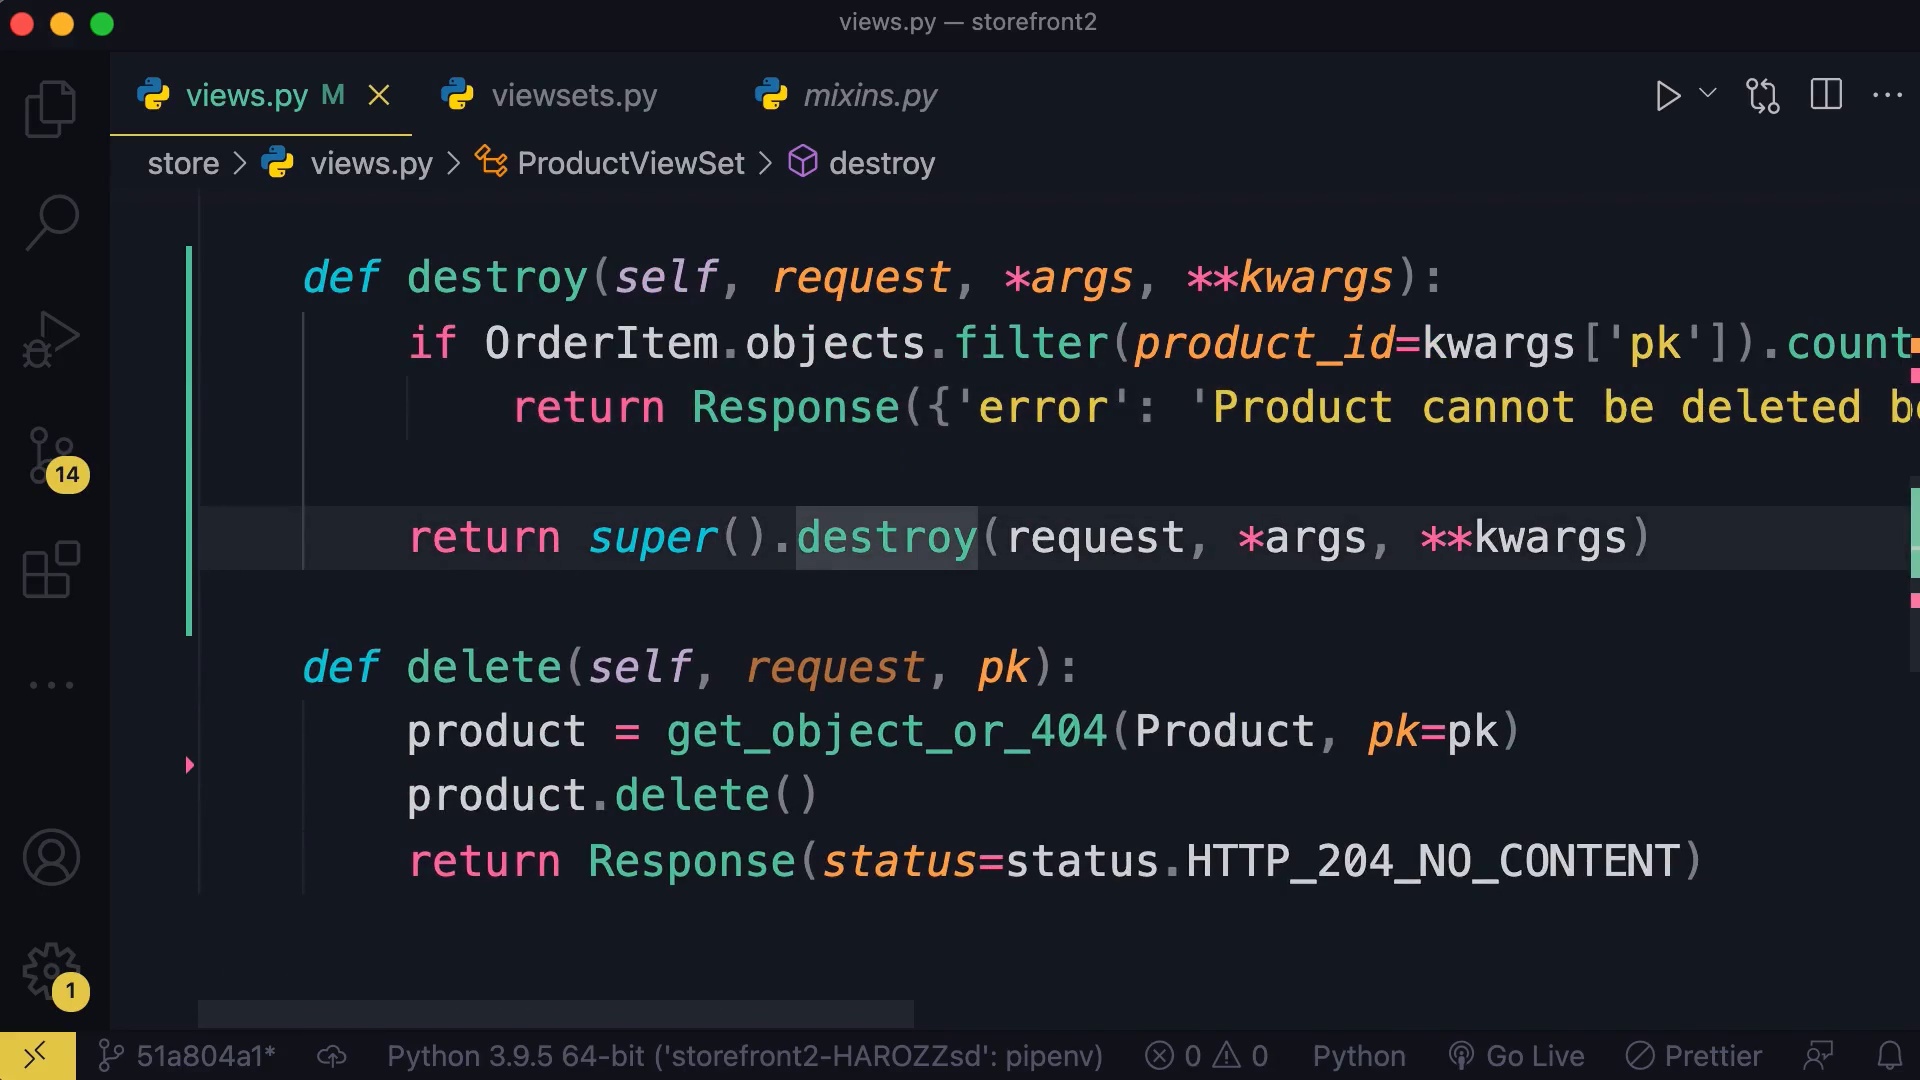 views.py — storefront2
views.py M viewsets.py mixins.py
store > views.py > ProductViewSet > destroy
def destroy(self, request, *args, **kwargs):
if OrderItem.objects.filter(product_id=kwargs['pk']).count
return Response({'error': 'Product cannot be deleted
return super().destroy(request, *args, **kwargs)
def delete(self, request, pk):
product = get_object_or_404(Product, pk=pk)
product.delete()
return Response(status=status.HTTP_204_NO_CONTENT)
14
1
51a804a1* Python 3.9.5 64-bit ('storefront2-HAROZZsd': pipenv) 0 0 Python Go Live Prettier